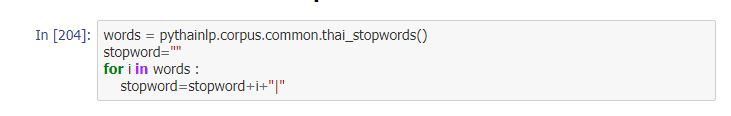 In [204]: words = pythainlp.corpus.common.thai_stopwords()
stopword=""
for i in words :
    stopword=stopword+i+"|"